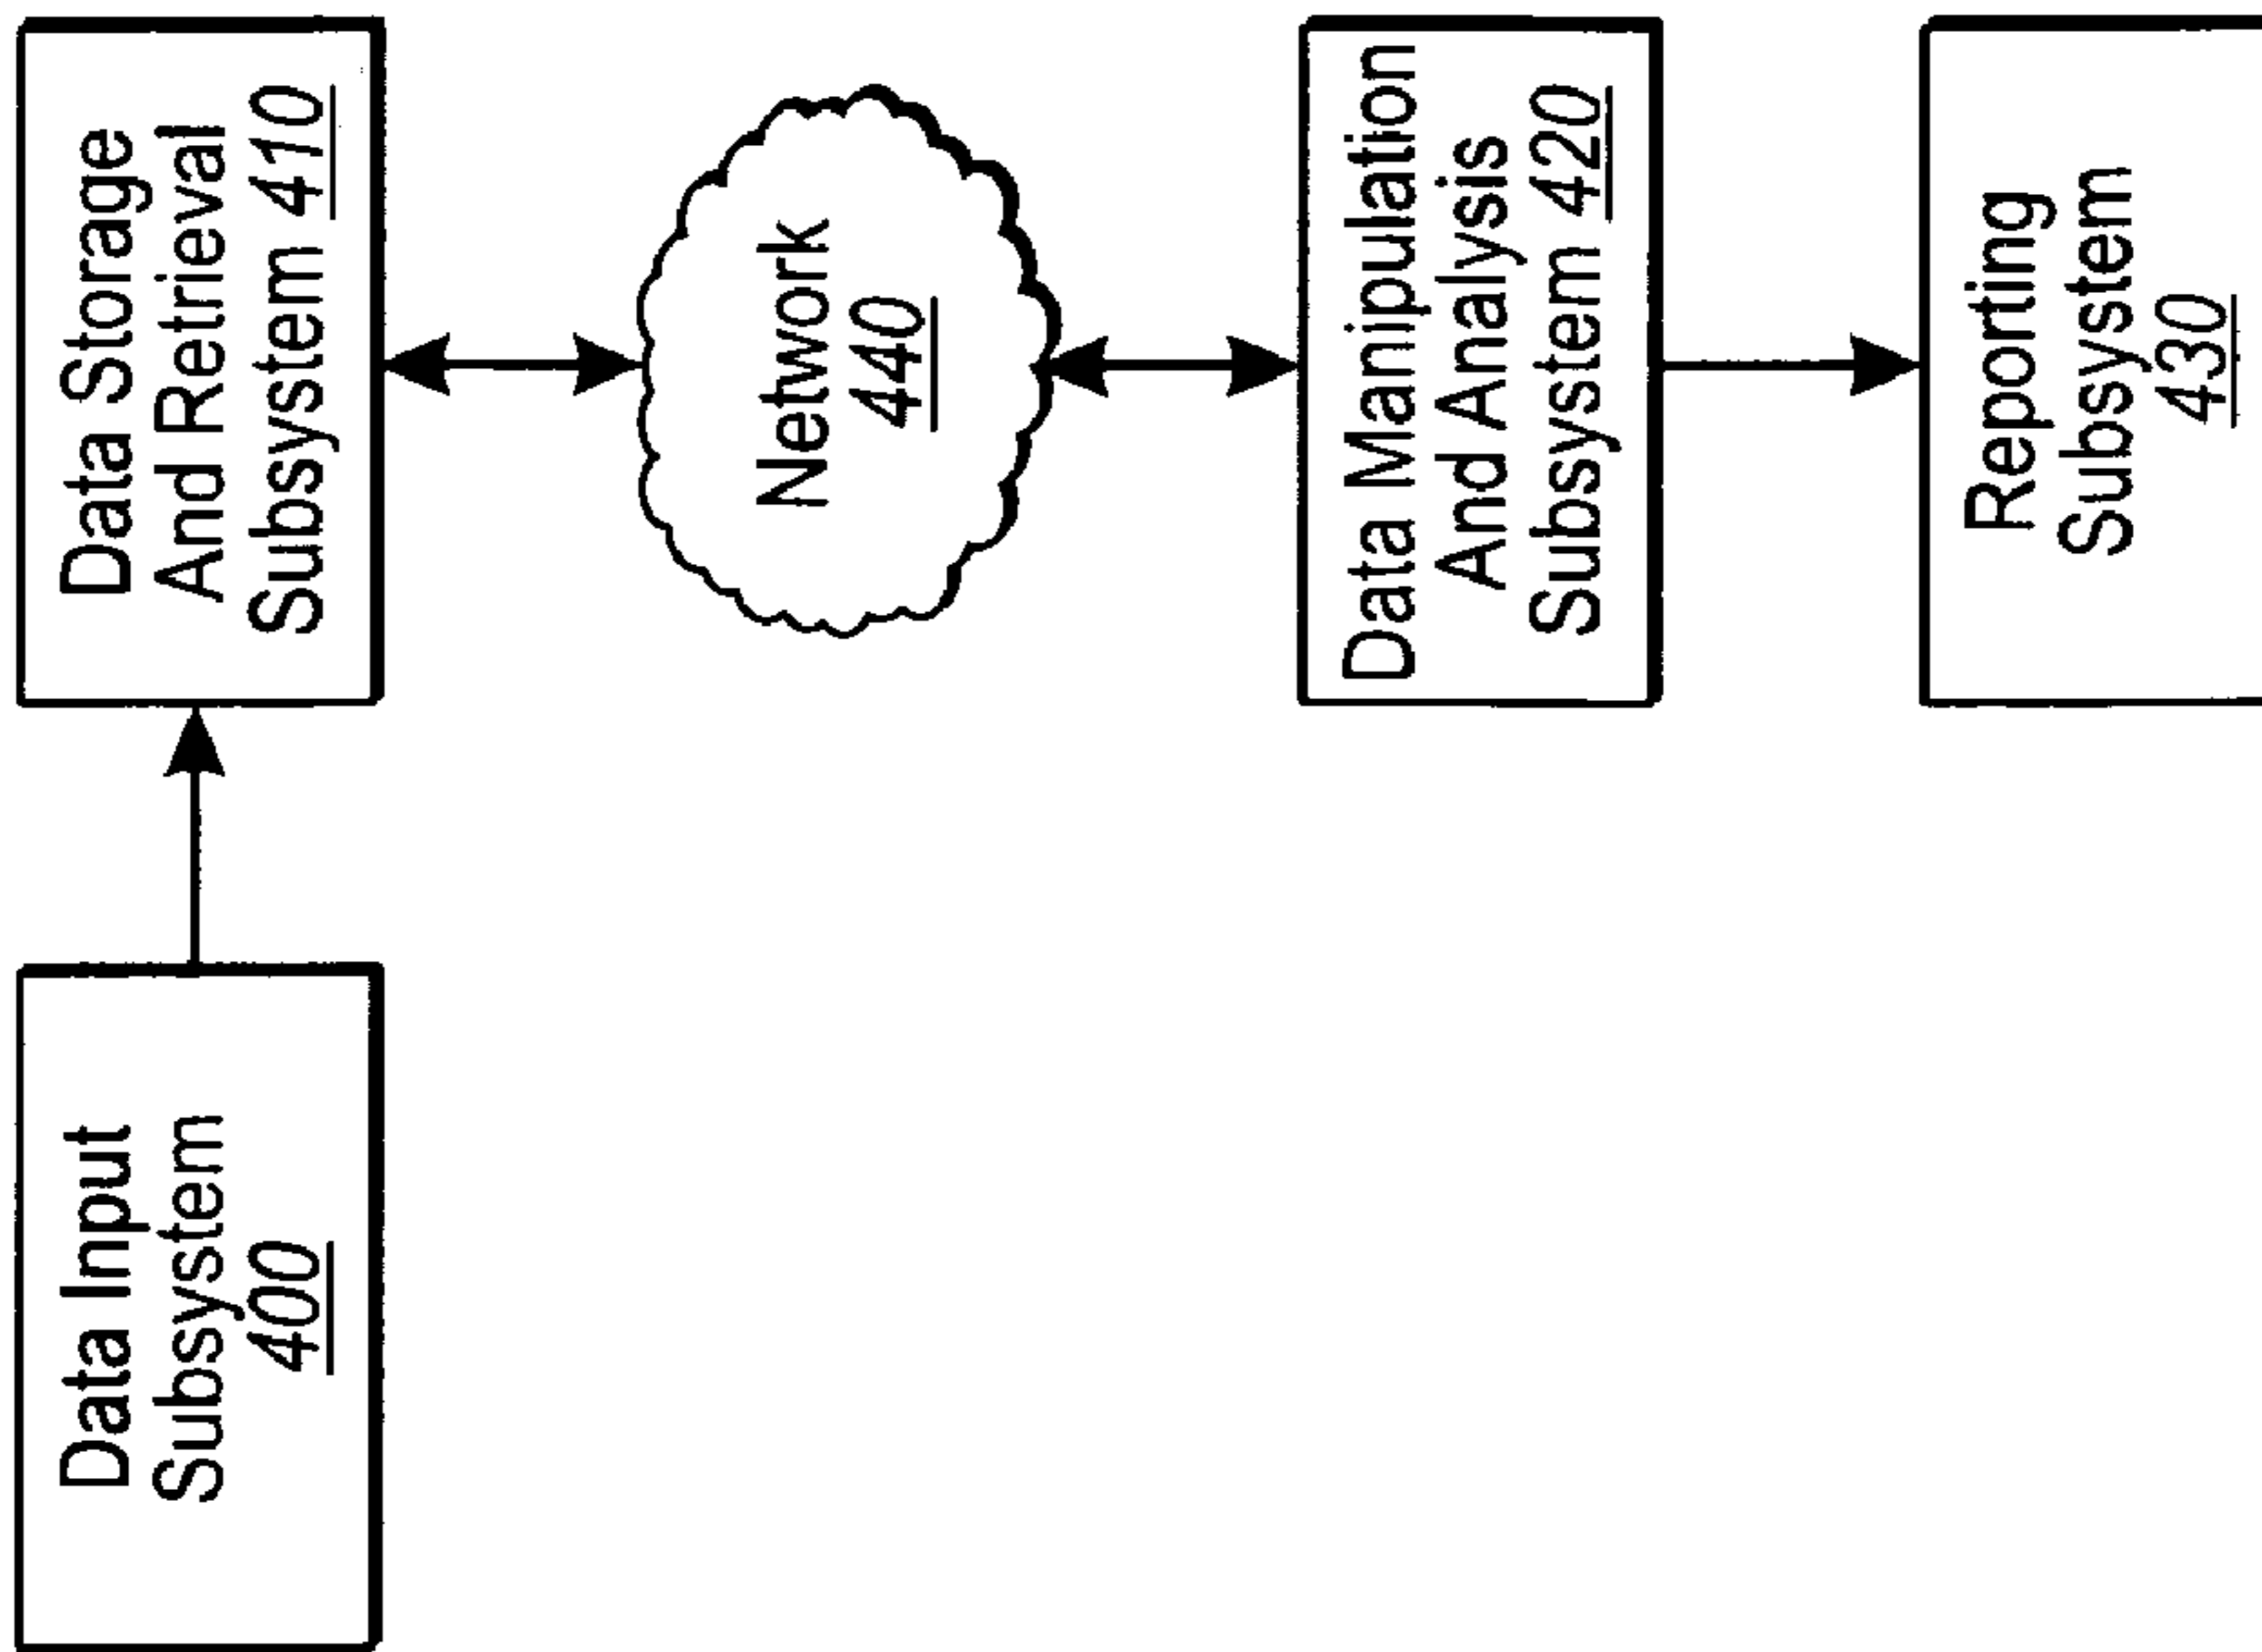 Data Input
Subsystem
400
Data Storage
And Retrieval
Subsystem 410
Network
440
Data Manipulation
And Analysis
Subsystem 420
Reporting
Subsystem
430